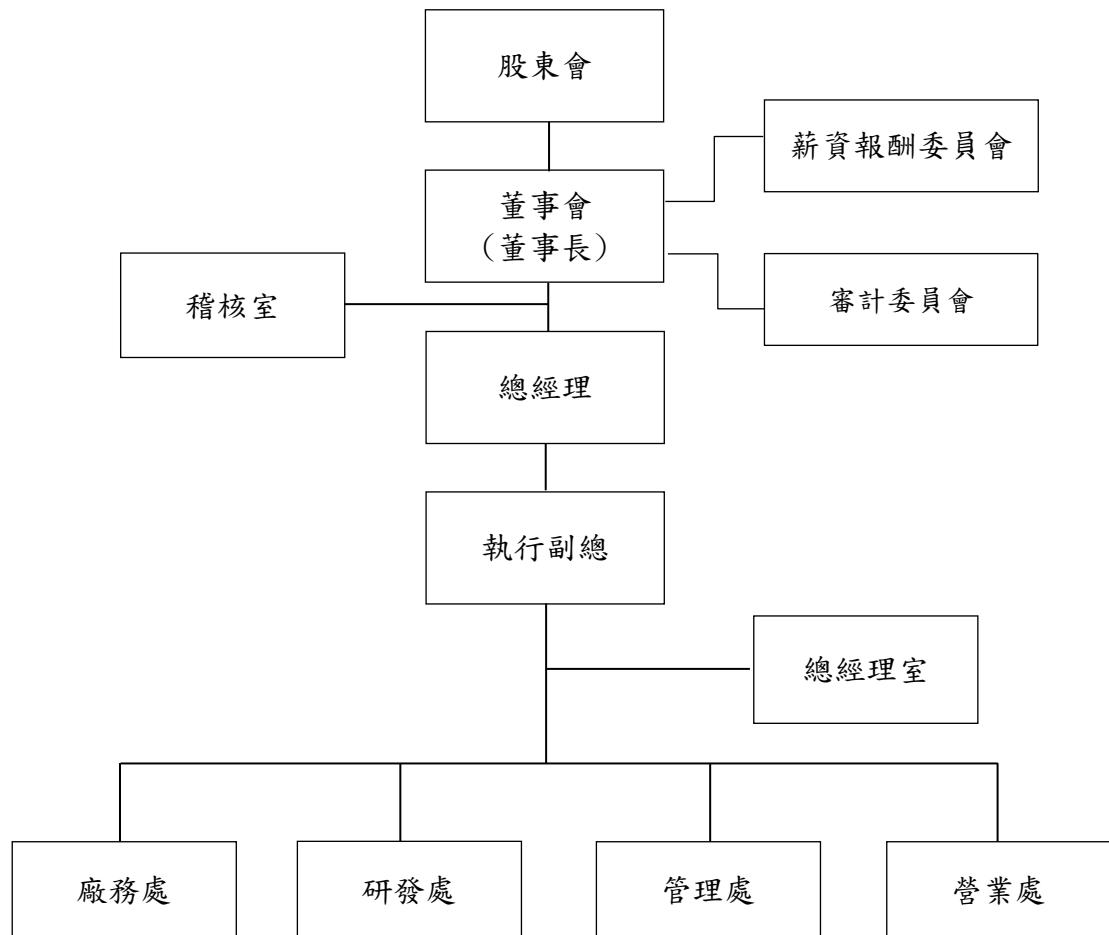 股東會
薪資報酬委員會
董事會
（董事長）
稽核室
審計委員會
總經理
執行副總
總經理室
廠務處
研發處
管理處
營業處